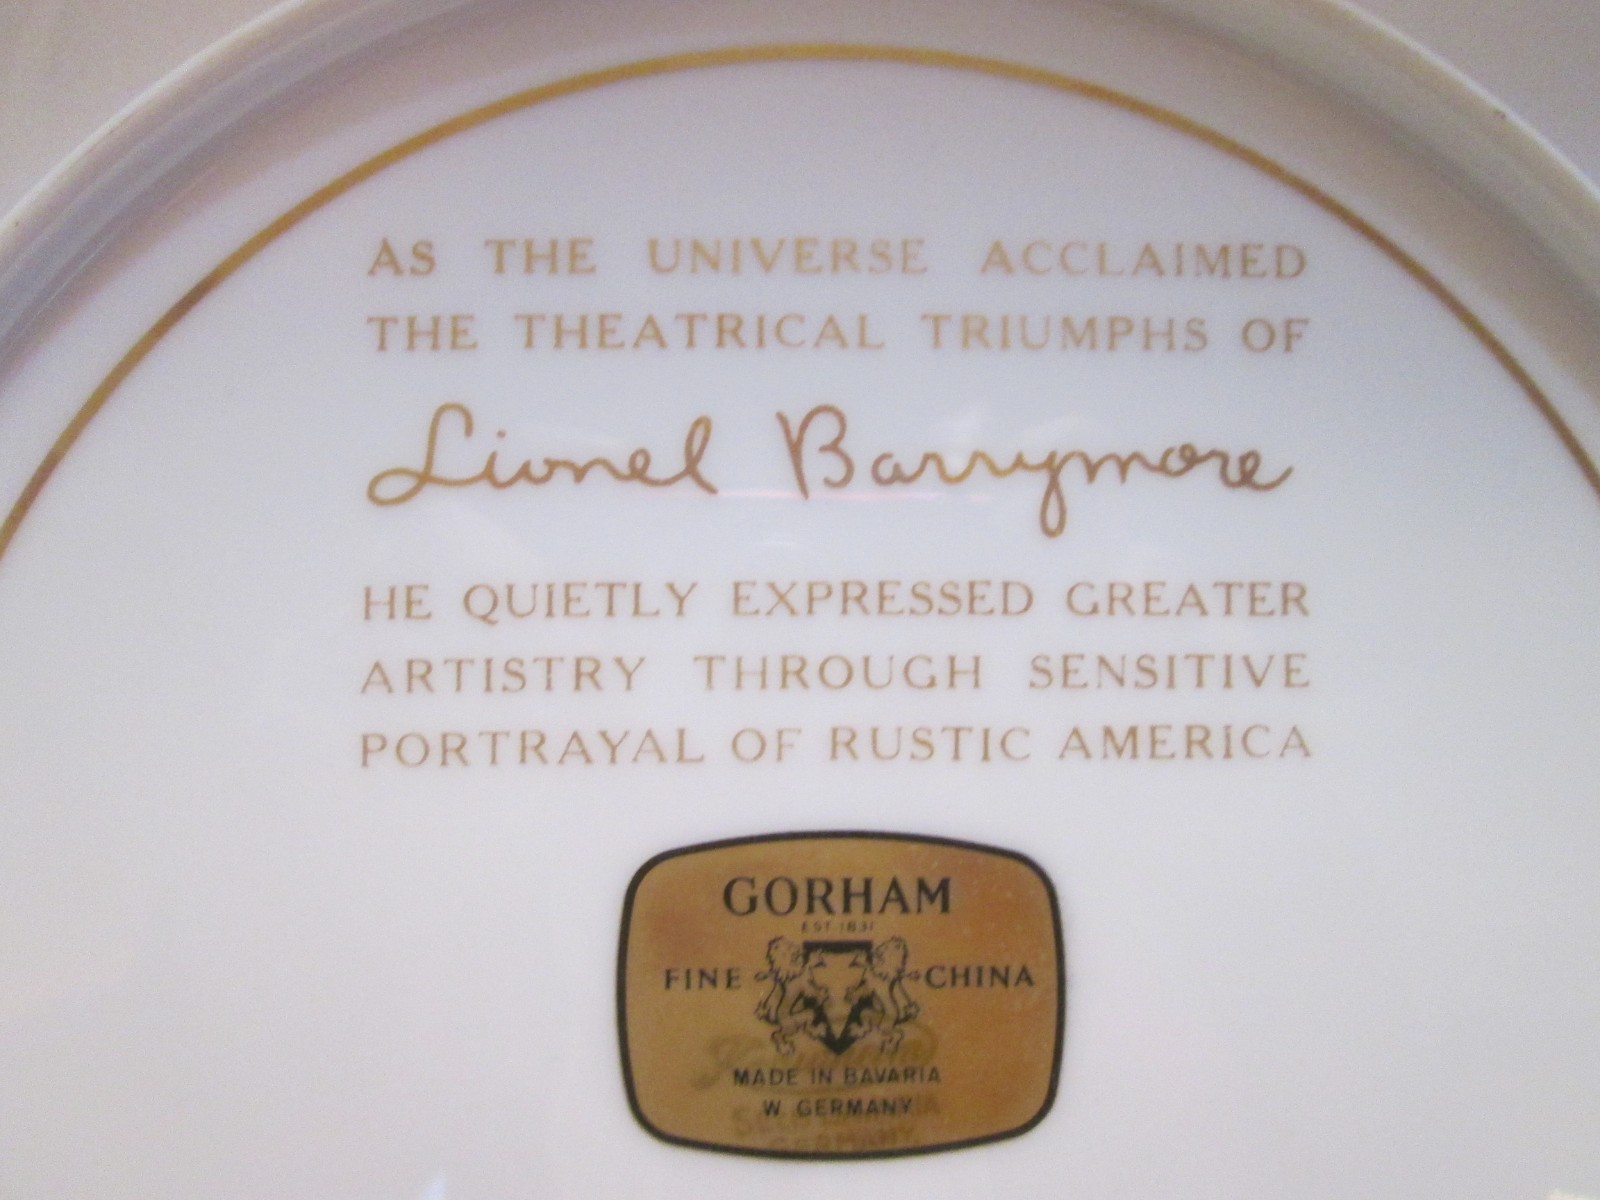 AS THE UNIVERSE ACCLAIMED
THE THEATRICAL TRIUMPHS OF
Lionel Barrymore
HE QUIETLY EXPRESSED GREATER
ARTISTRY THROUGH SENSITIVE
PORTRAYAL OF RUSTIC AMERICA
GORHAM
EST. 1831
FINE CHINA
MADE IN BAVARIA
W. GERMANY
GERMANY